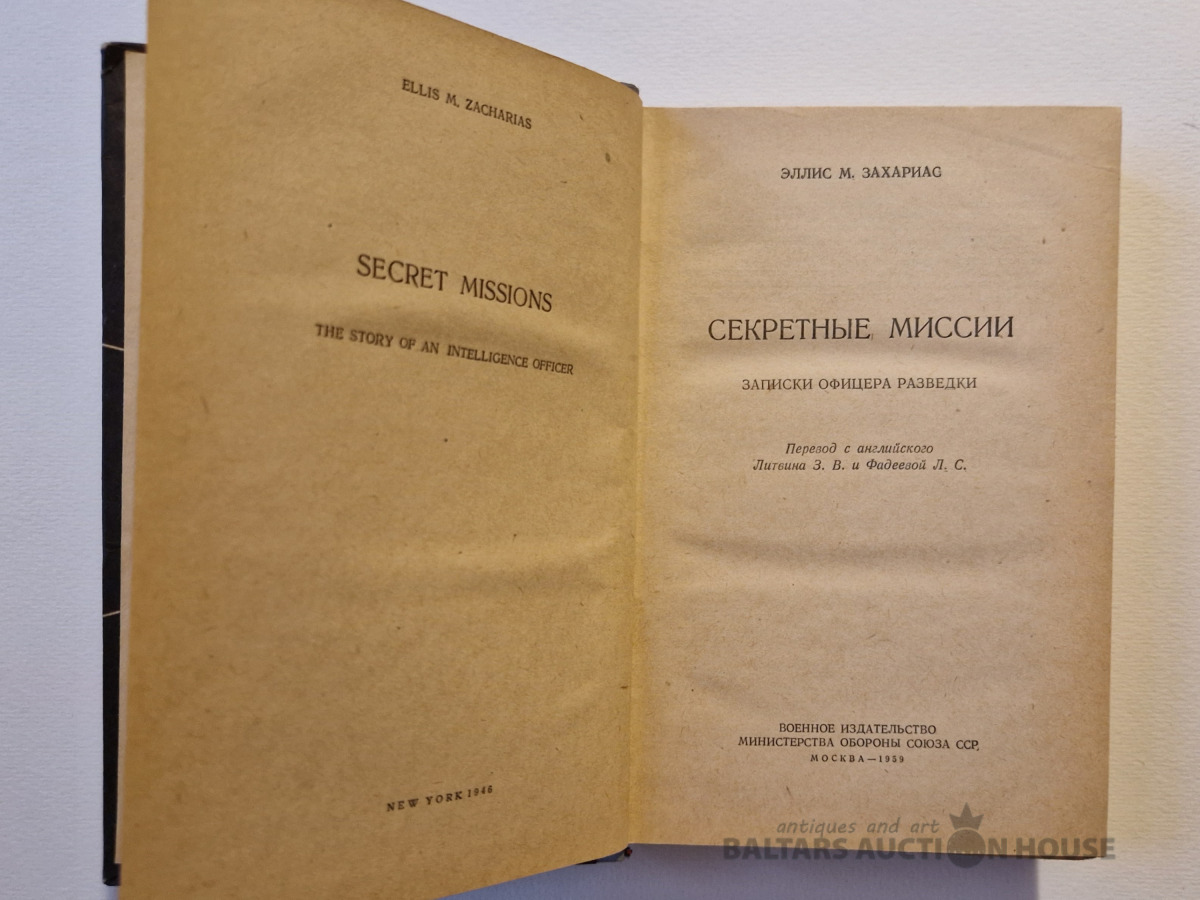 ELLIS M. ZACHARIAS
SECRET MISSIONS
THE STORY OF AN INTELLIGENCE OFFICER
NEW YORK 1946
ЭЛЛИС М. ЗАХАРИАС
СЕКРЕТНЫЕ МИССИИ
ЗАПИСКИ ОФИЦЕРА РАЗВЕДКИ
Перевод с английского
Литвина З. В. и Фадеевой Л. С.
ВОЕННОЕ ИЗДАТЕЛЬСТВО
МИНИСТЕРСТВА ОБОРОНЫ СОЮЗА ССР
МОСКВА—1959
antiques and art
BALTARS AUCTION HOUSE